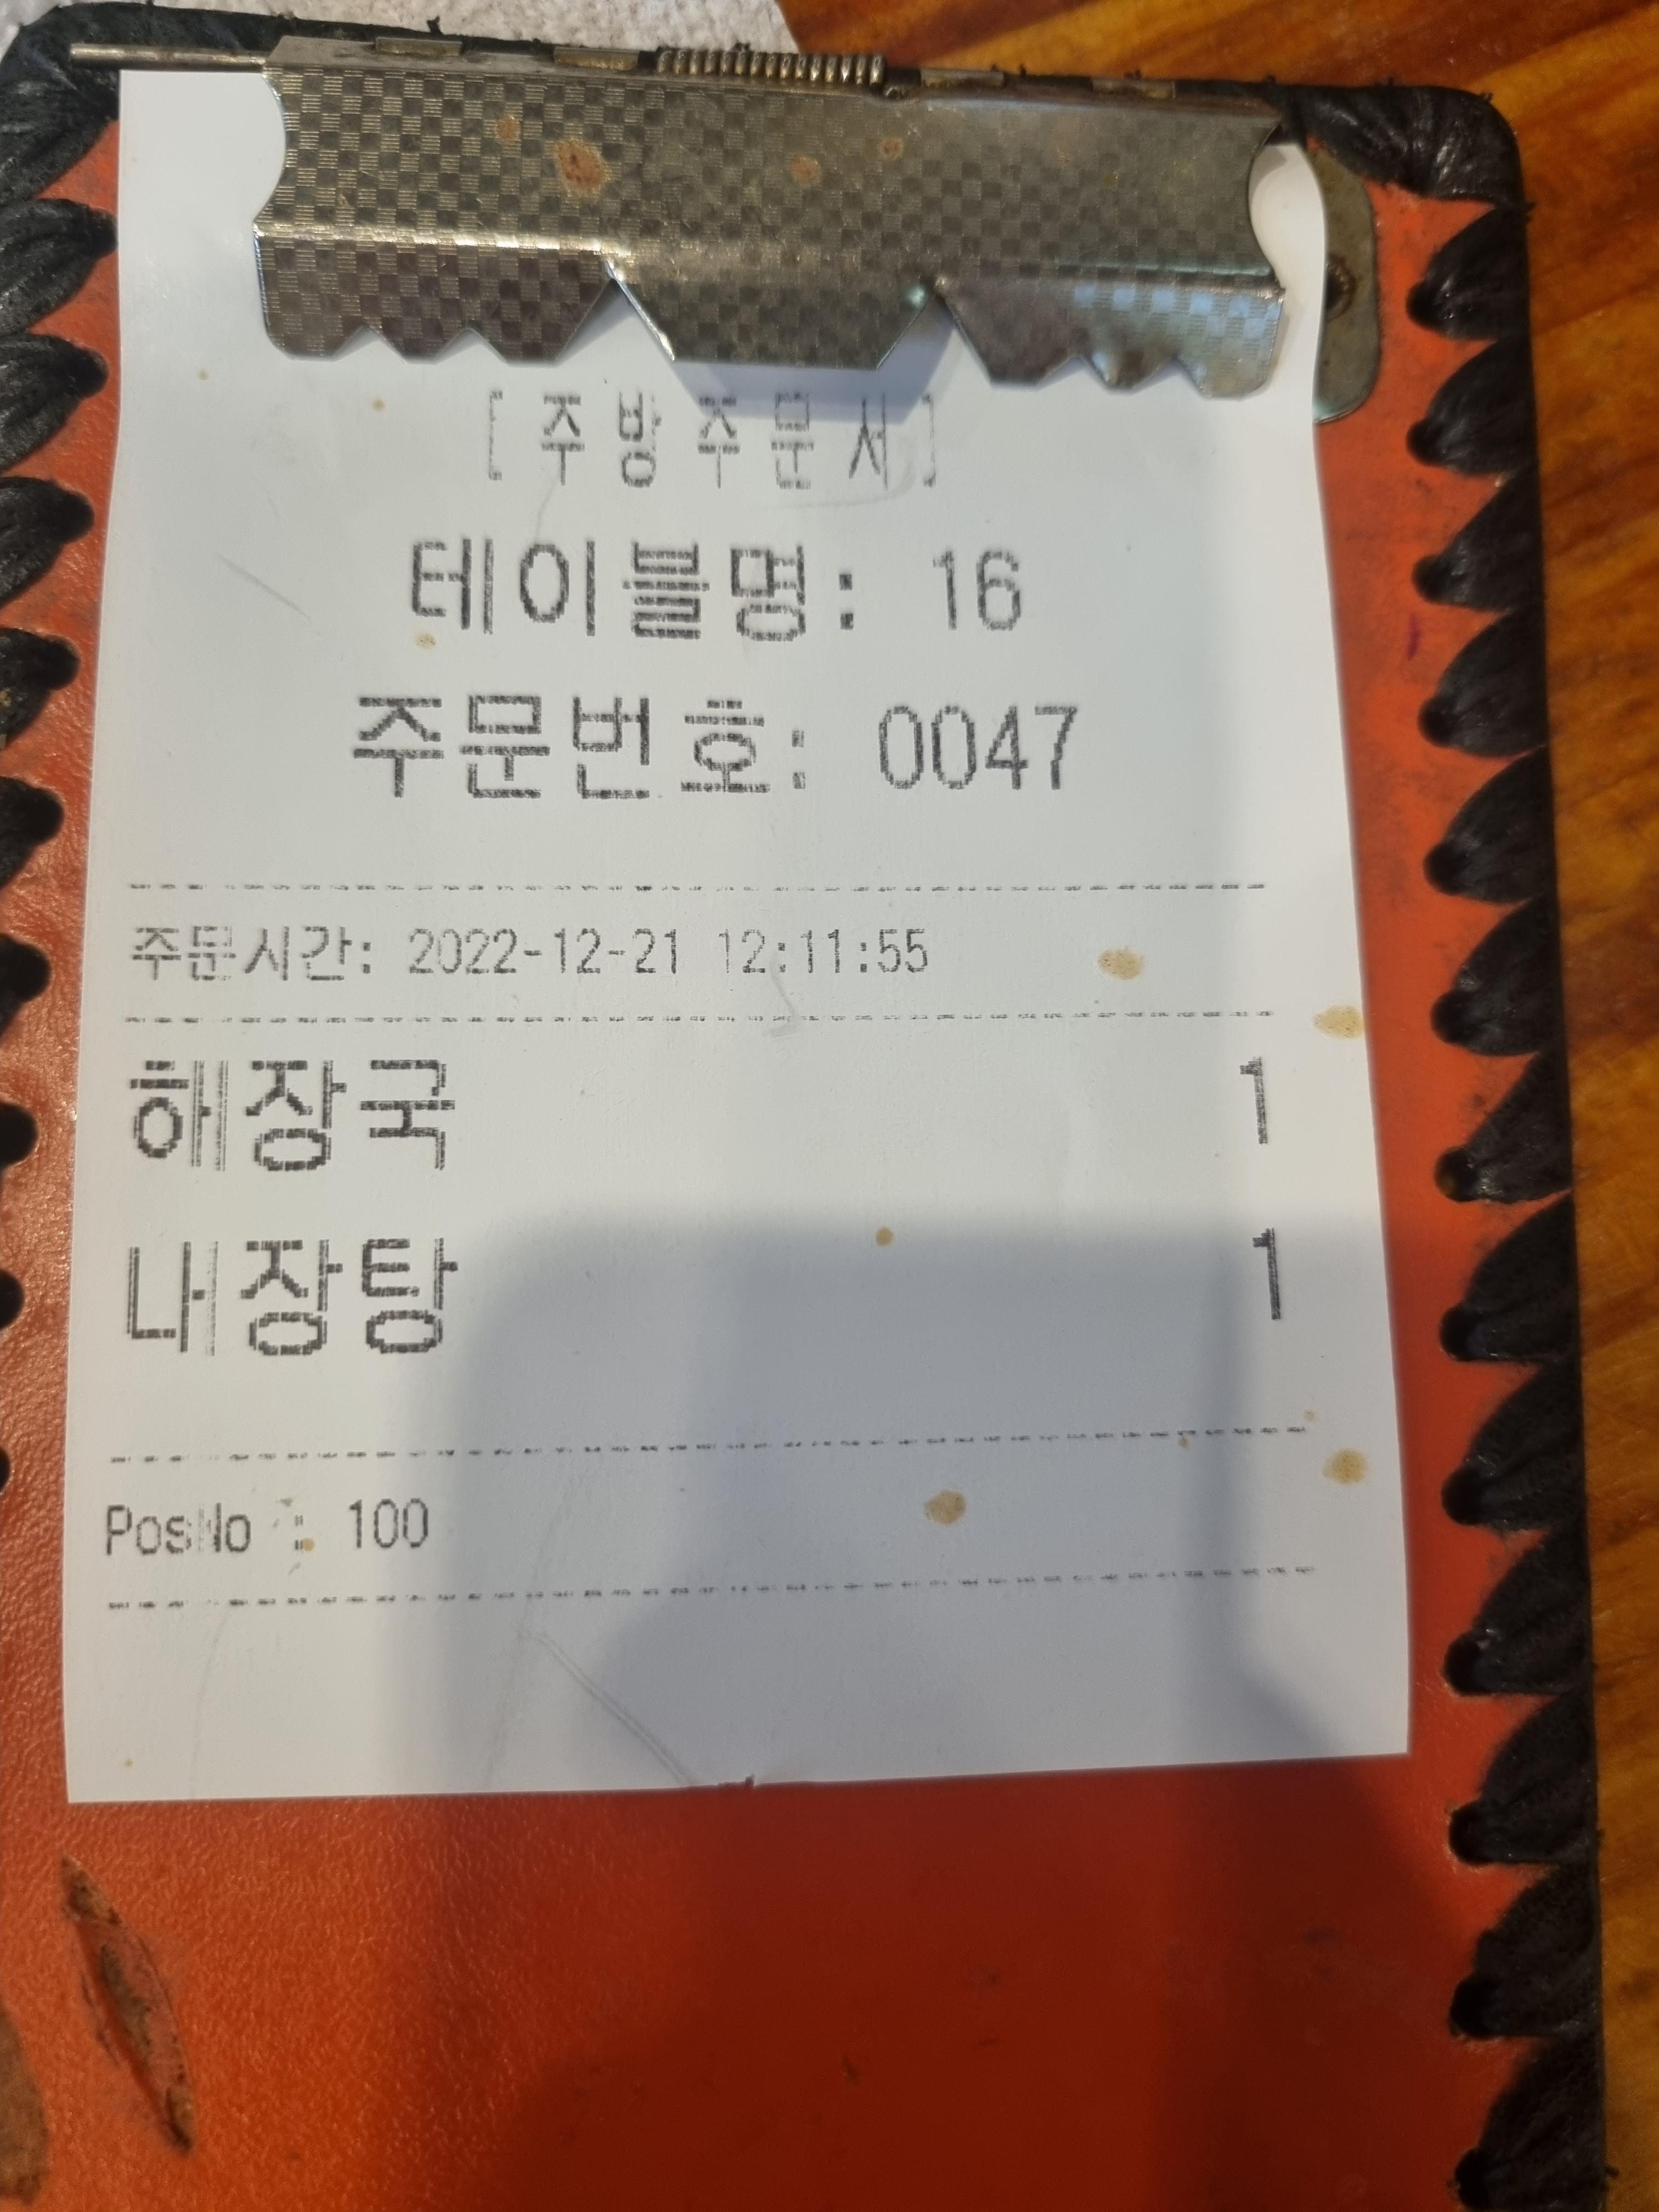 [주방주문서]
테이블명: 16
주문번호: 0047
주문시간: 2022-12-21 12:11:55
해장국 1
내장탕 1
PosNo : 100